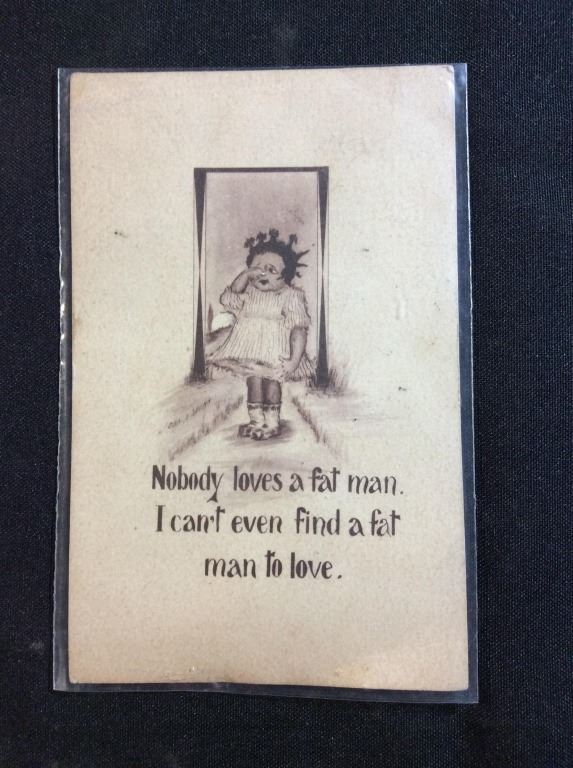 Nobody loves a fat man.
I can't even find a fat
man to love.